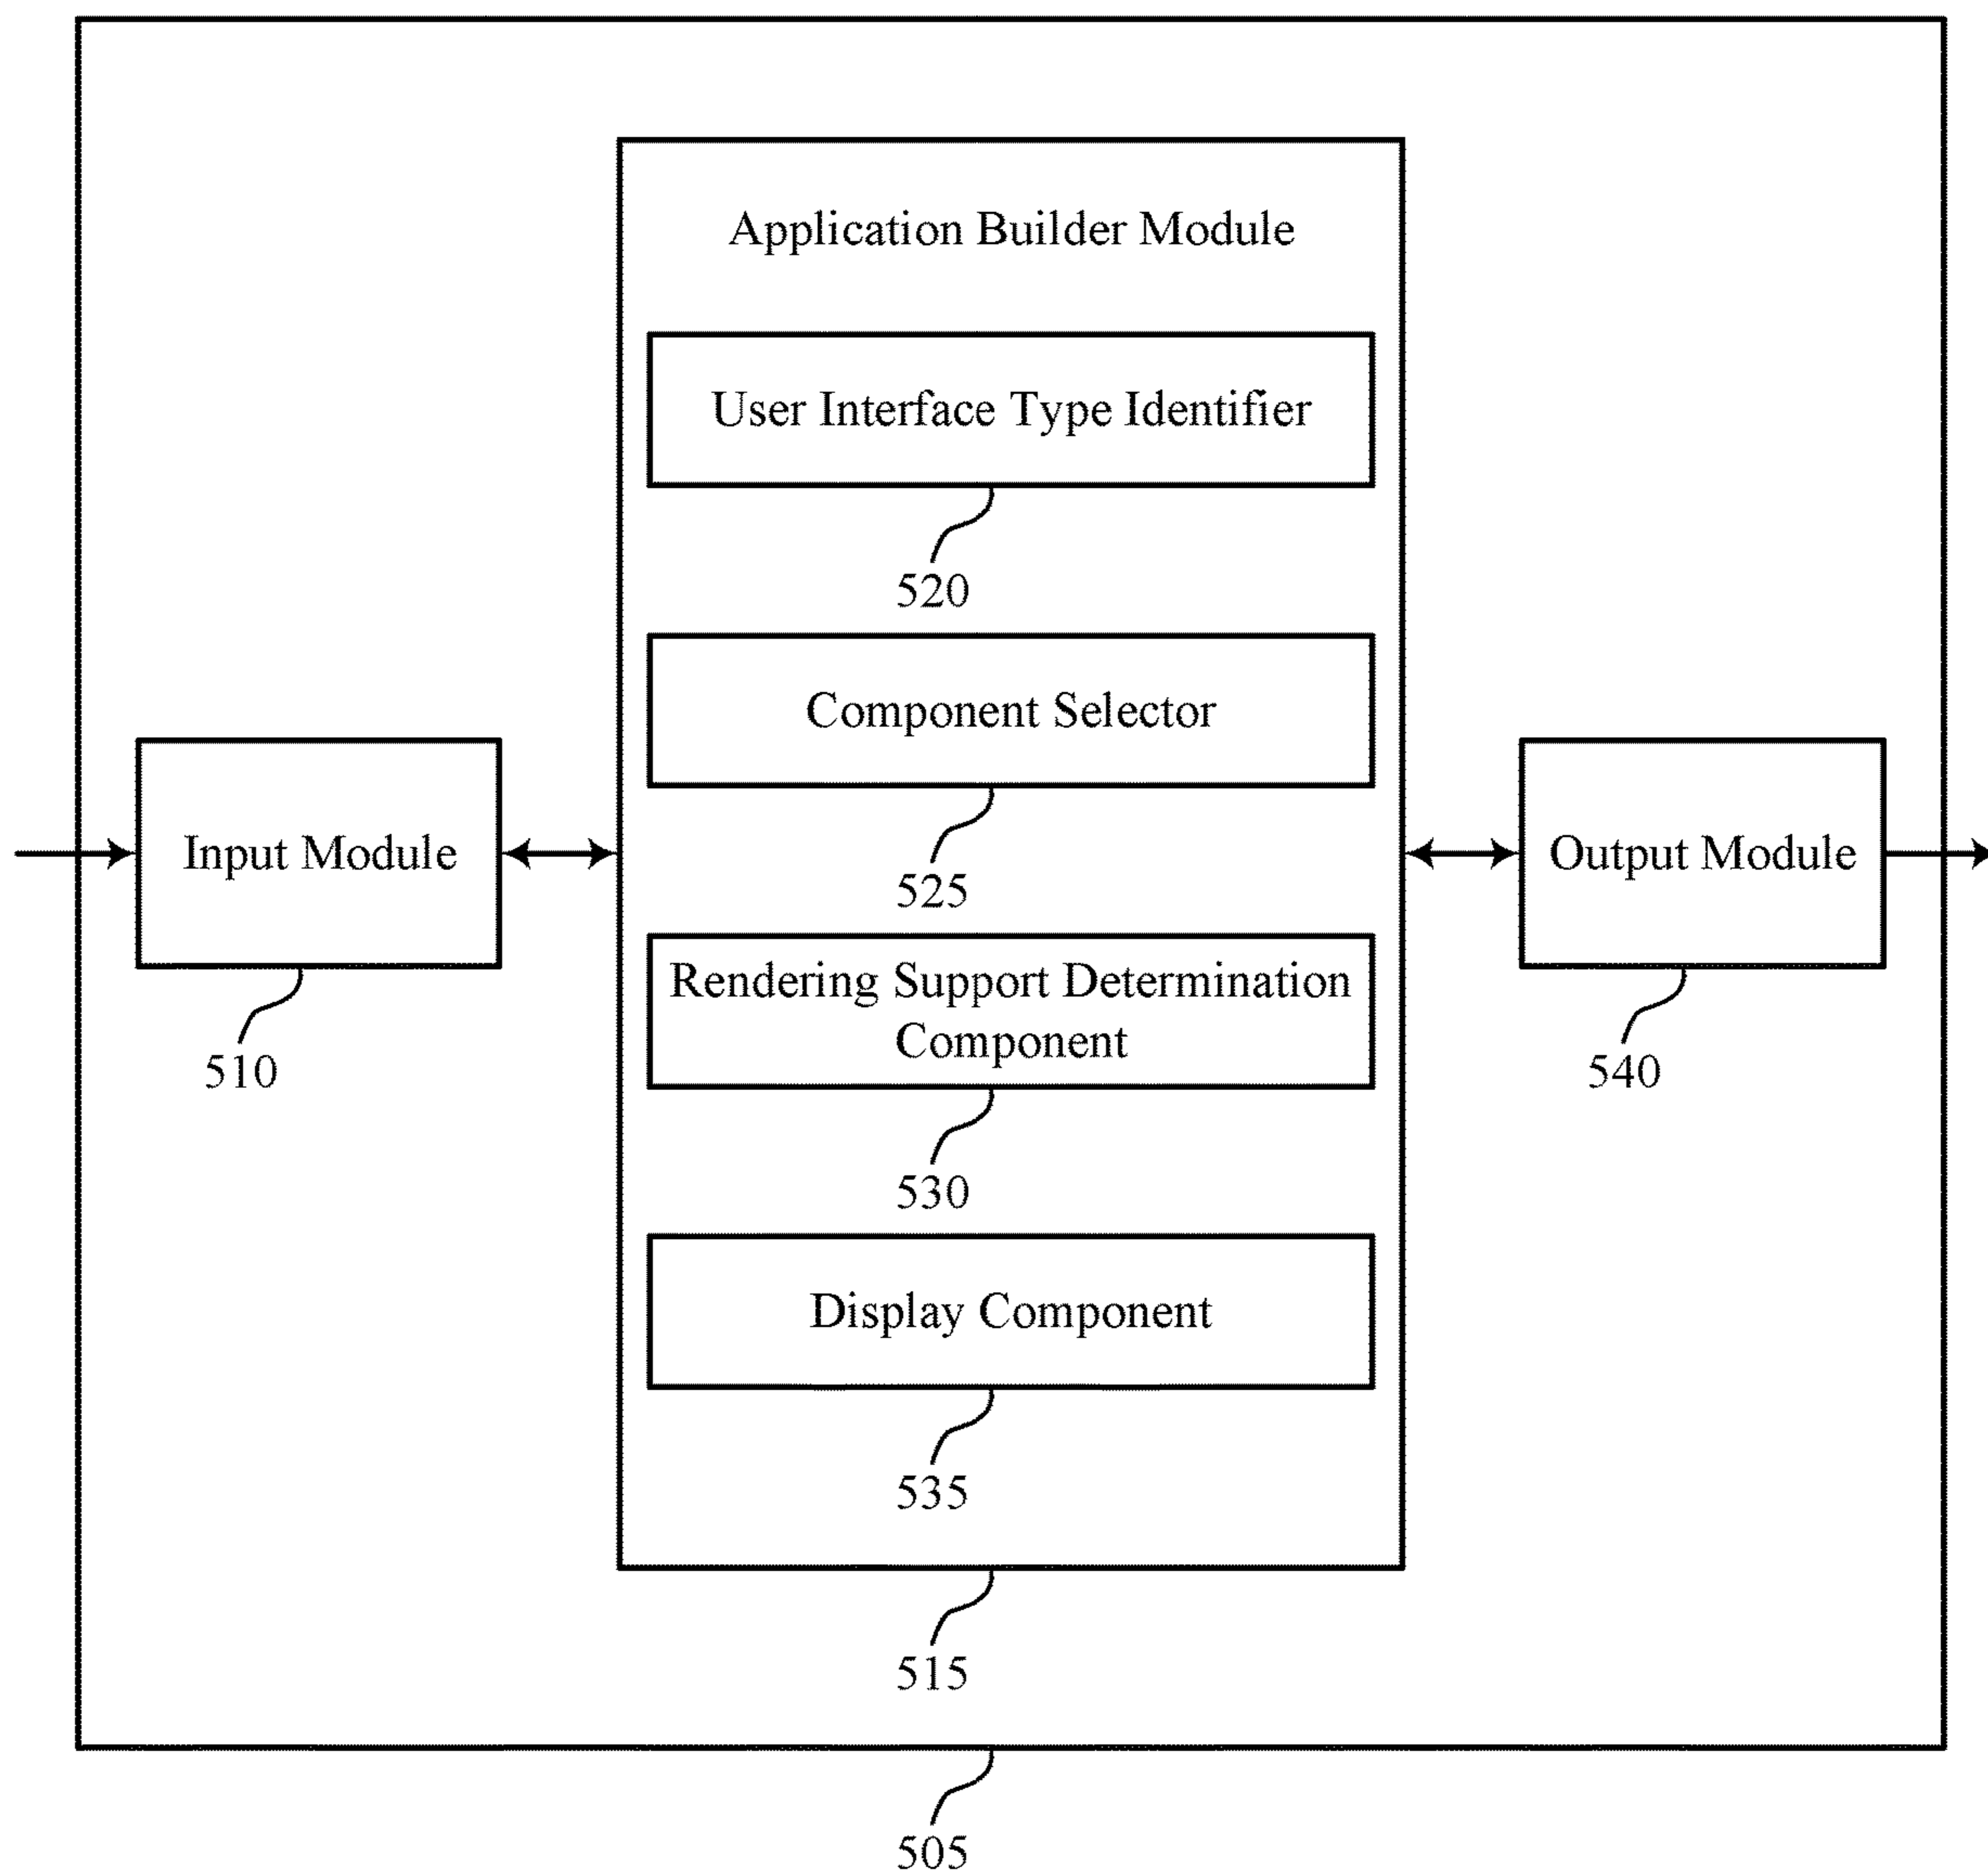 Application Builder Module
User Interface Type Identifier
520
Component Selector
525
Input Module
510
Rendering Support Determination
Component
530
Display Component
535
515
Output Module
540
505